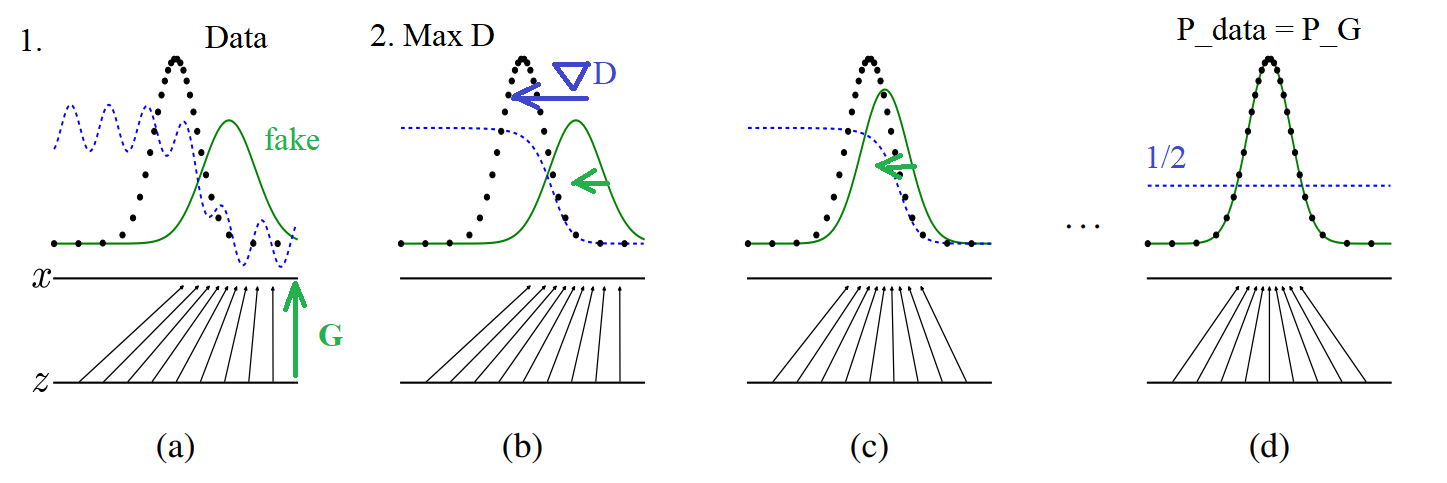 1.
Data
2. Max D
P_data = P_G
∇D
fake
1/2
...
x
G
z
(a)
(b)
(c)
(d)